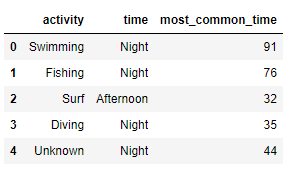 activity time most_common_time
0 Swimming Night 91
1 Fishing Night 76
2 Surf Afternoon 32
3 Diving Night 35
4 Unknown Night 44